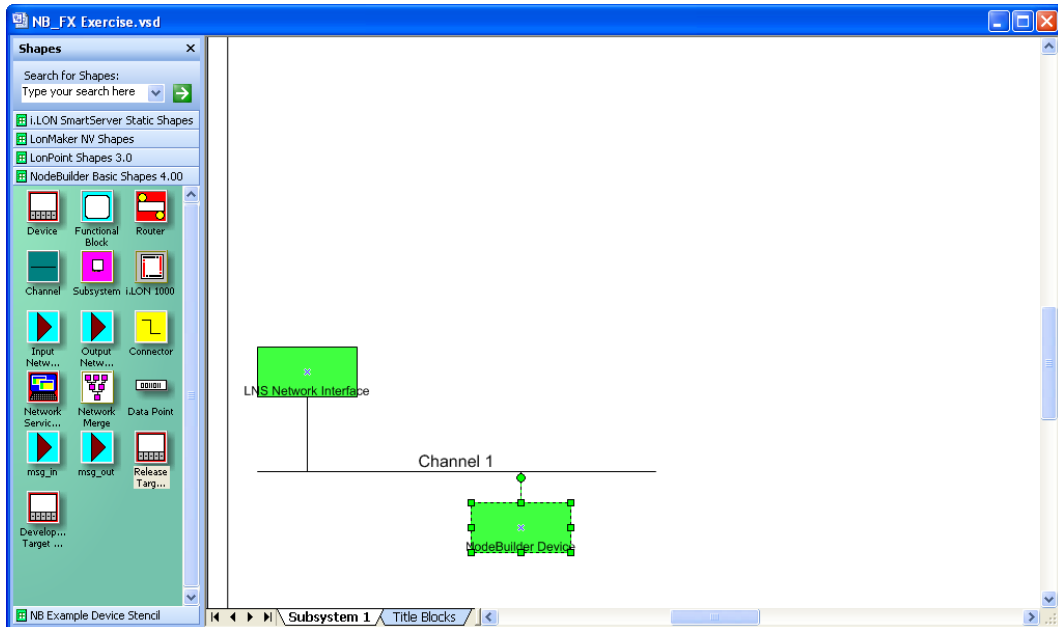 NB_FX Exercise.vsd
Shapes
Search for Shapes:
Type your search here
i.LON SmartServer Static Shapes
LonMaker NV Shapes
LonPoint Shapes 3.0
NodeBuilder Basic Shapes 4.00
Device
Functional
Block
Router
Channel
Subsystem
i.LON 1000
Input
Netw...
Output
Netw...
Connector
Network
Servic...
Network
Merge
Data Point
msg_in
msg_out
Release
Targ...
Develop...
Target ...
NB Example Device Stencil
LNS Network Interface
Channel 1
NodeBuilder Device
Subsystem 1
Title Blocks